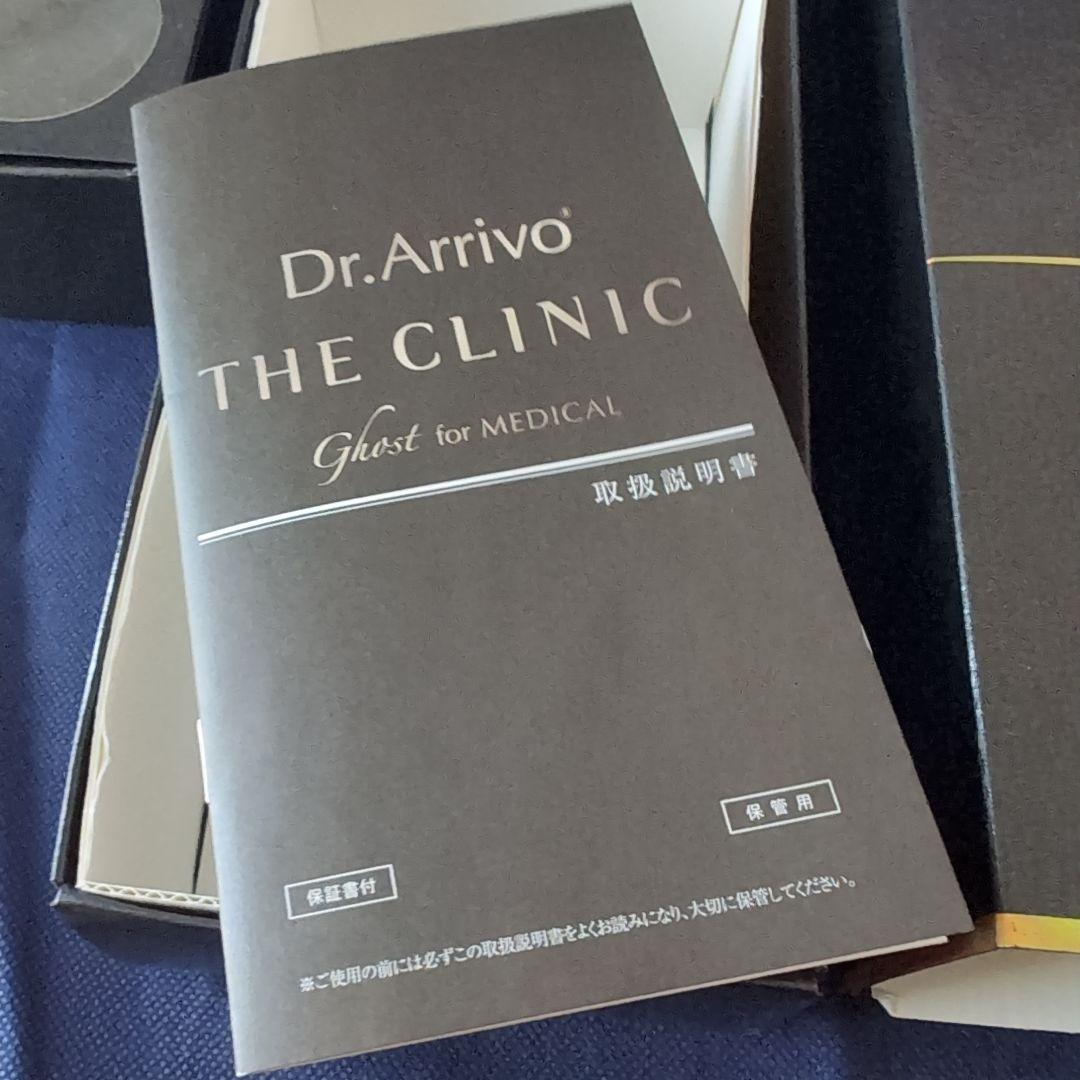 Dr.Arrivo®
THE CLINIC
Ghost for MEDICAL
取扱説明書
保管用
保証書付
※ご使用の前には必ずこの取扱説明書をよくお読みになり、大切に保管してください。